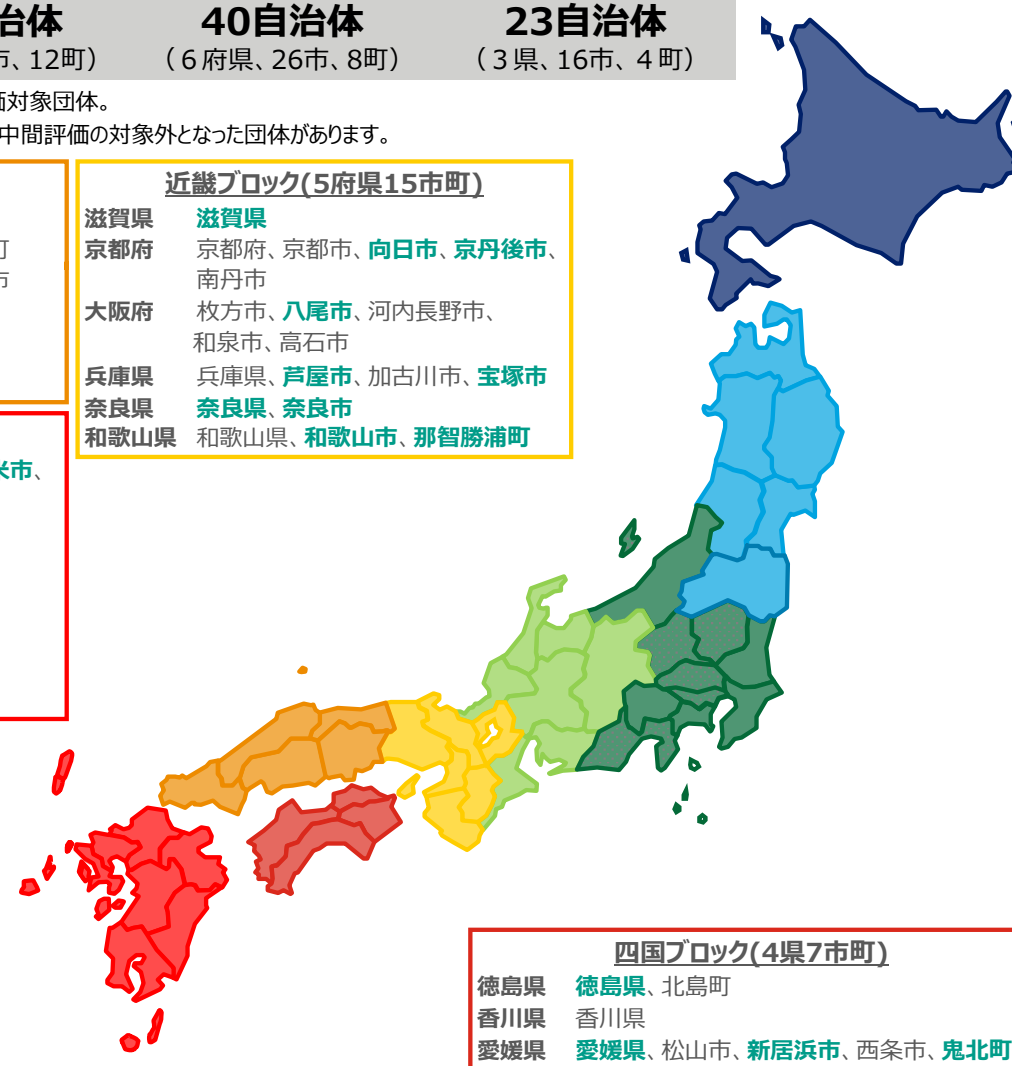 治体
40自治体
23自治体
市、12町）
（６府県、26市、8町）
（３県、16市、４町）
価対象団体。
中間評価の対象外となった団体があります。
近畿ブロック(5府県15市町)
滋賀県 滋賀県
京都府 京都府、京都市、向日市、京丹後市、
南丹市
大阪府 枚方市、八尾市、河内長野市、
和泉市、高石市
兵庫県 兵庫県、芦屋市、加古川市、宝塚市
奈良県 奈良県、奈良市
和歌山県 和歌山県、和歌山市、那智勝浦町
町
市
米市、
四国ブロック(4県7市町)
徳島県 徳島県、北島町
香川県 香川県
愛媛県 愛媛県、松山市、新居浜市、西条市、鬼北町